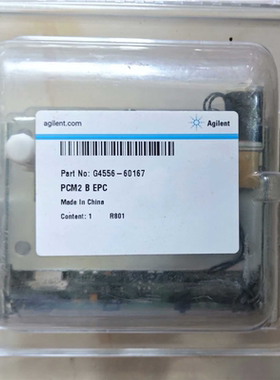 agilent.com
Agilent
Part No: G4556-60167
PCM2 B EPC
Made In China
Content: 1 R801